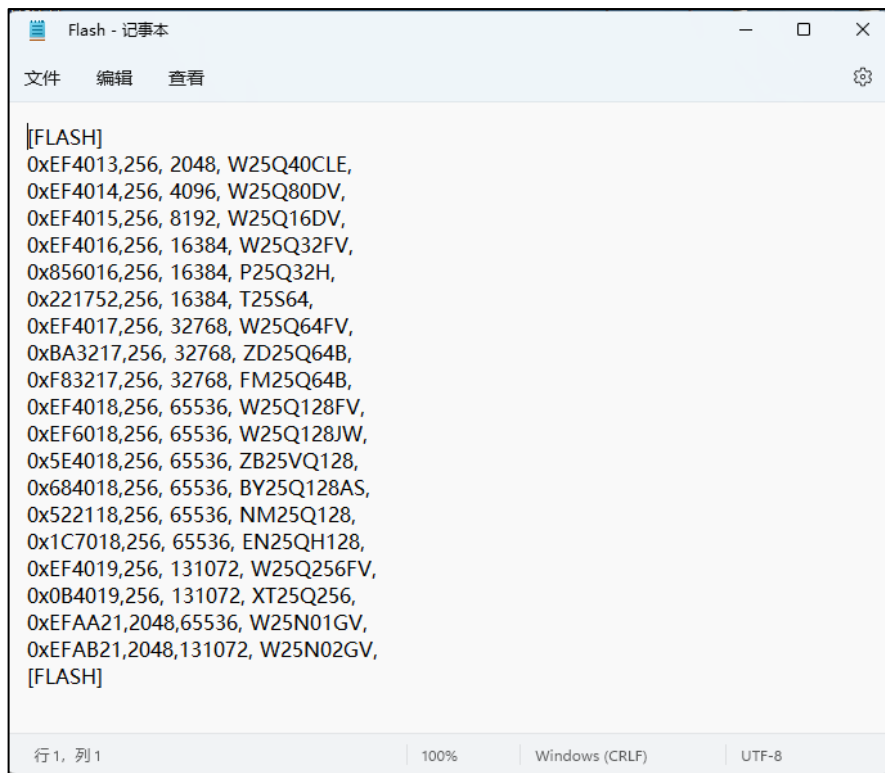 Flash - 记事本
文件 编辑 查看
[FLASH]
0xEF4013,256, 2048, W25Q40CLE,
0xEF4014,256, 4096, W25Q80DV,
0xEF4015,256, 8192, W25Q16DV,
0xEF4016,256, 16384, W25Q32FV,
0x856016,256, 16384, P25Q32H,
0x221752,256, 16384, T25S64,
0xEF4017,256, 32768, W25Q64FV,
0xBA3217,256, 32768, ZD25Q64B,
0xF83217,256, 32768, FM25Q64B,
0xEF4018,256, 65536, W25Q128FV,
0xEF6018,256, 65536, W25Q128JW,
0x5E4018,256, 65536, ZB25VQ128,
0x684018,256, 65536, BY25Q128AS,
0x522118,256, 65536, NM25Q128,
0x1C7018,256, 65536, EN25QH128,
0xEF4019,256, 131072, W25Q256FV,
0x0B4019,256, 131072, XT25Q256,
0xEFAA21,2048,65536, W25N01GV,
0xEFAB21,2048,131072, W25N02GV,
[FLASH]
行 1, 列 1 100% Windows (CRLF) UTF-8